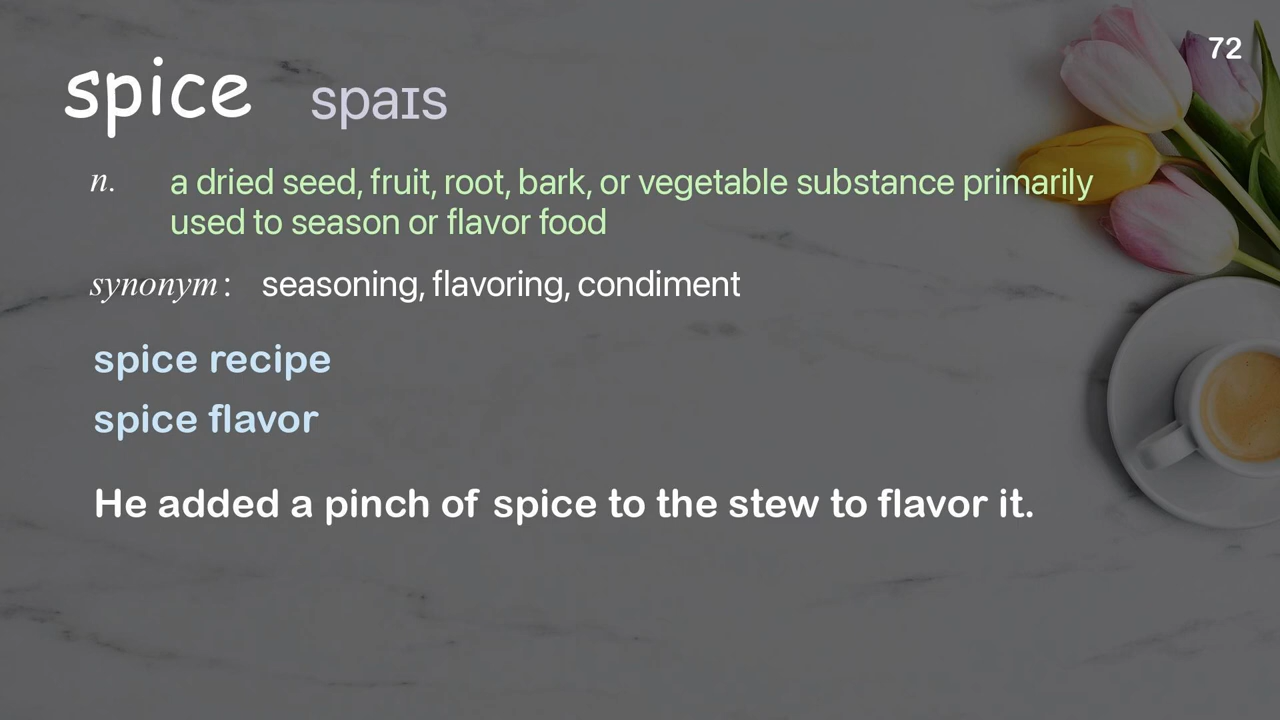 72
spice spaɪs
n. a dried seed, fruit, root, bark, or vegetable substance primarily
used to season or flavor food
synonym: seasoning, flavoring, condiment
spice recipe
spice flavor
He added a pinch of spice to the stew to flavor it.